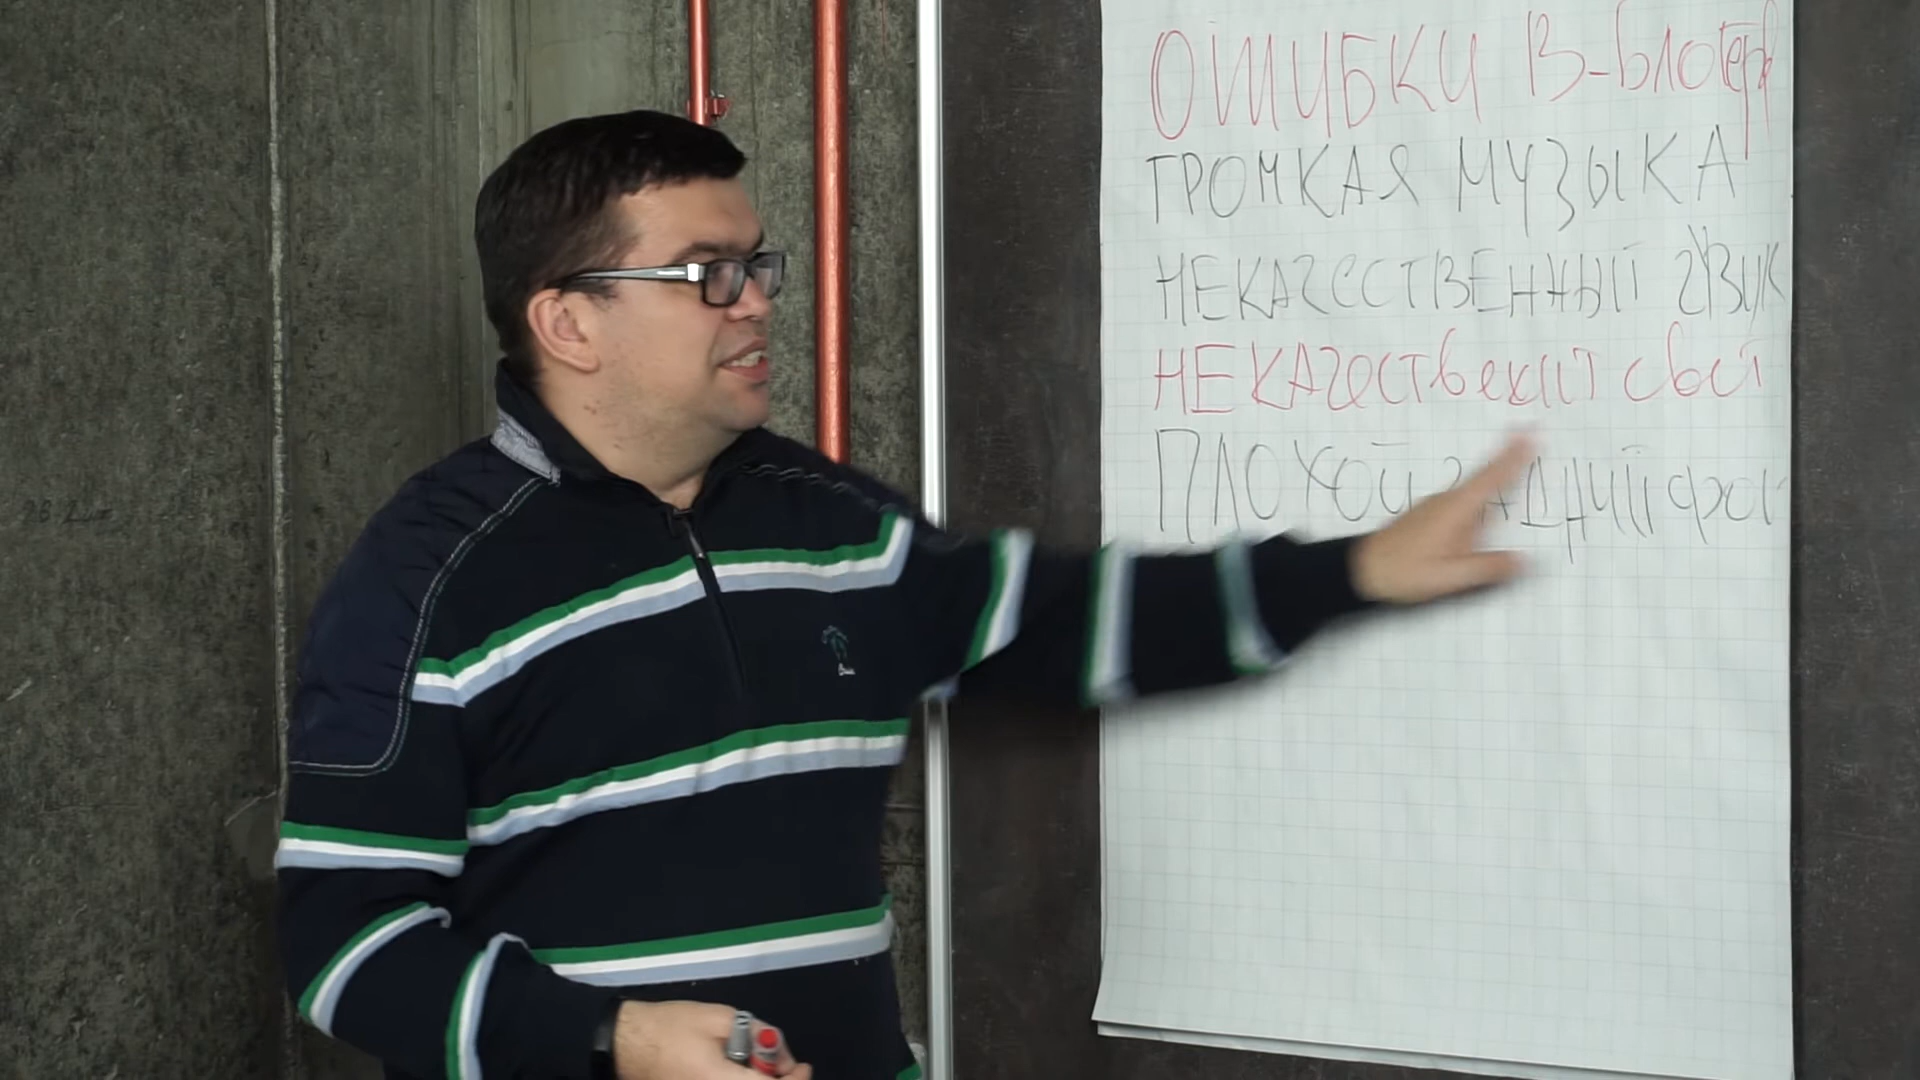 ОШИБКИ В-блогера
ГРОМКАЯ МУЗЫКА
НЕКАЧЕСТВЕННЫЙ ЗВУК
НЕКАЧЕСТВЕННЫЙ СВЕТ
ПЛОХОЙ ЗАДНИЙ ФОН